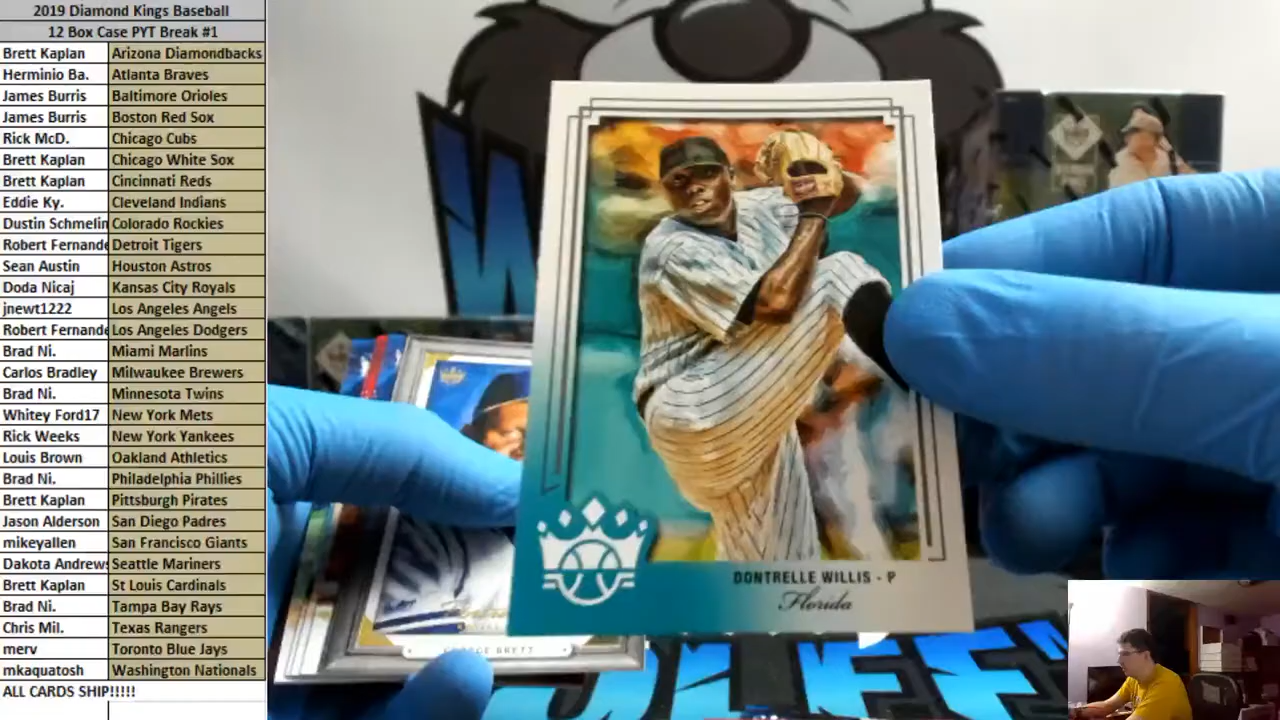 2019 Diamond Kings Baseball
12 Box Case PYT Break #1
Brett Kaplan Arizona Diamondbacks
Herminio Ba. Atlanta Braves
James Burris Baltimore Orioles
James Burris Boston Red Sox
Rick McD. Chicago Cubs
Brett Kaplan Chicago White Sox
Brett Kaplan Cincinnati Reds
Eddie Ky. Cleveland Indians
Dustin Schmelin Colorado Rockies
Robert Fernande Detroit Tigers
Sean Austin Houston Astros
Doda Nicaj Kansas City Royals
jnewt1222 Los Angeles Angels
Robert Fernande Los Angeles Dodgers
Brad Ni. Miami Marlins
Carlos Bradley Milwaukee Brewers
Brad Ni. Minnesota Twins
Whitey Ford17 New York Mets
Rick Weeks New York Yankees
Louis Brown Oakland Athletics
Brad Ni. Philadelphia Phillies
Brett Kaplan Pittsburgh Pirates
Jason Alderson San Diego Padres
mikeyallen San Francisco Giants
Dakota Andrews Seattle Mariners
Brett Kaplan St Louis Cardinals
Brad Ni. Tampa Bay Rays
Chris Mil. Texas Rangers
merv Toronto Blue Jays
mkaquatosh Washington Nationals
ALL CARDS SHIP!!!!!
DONTRELLE WILLIS - P
Florida
GEORGE BRETT